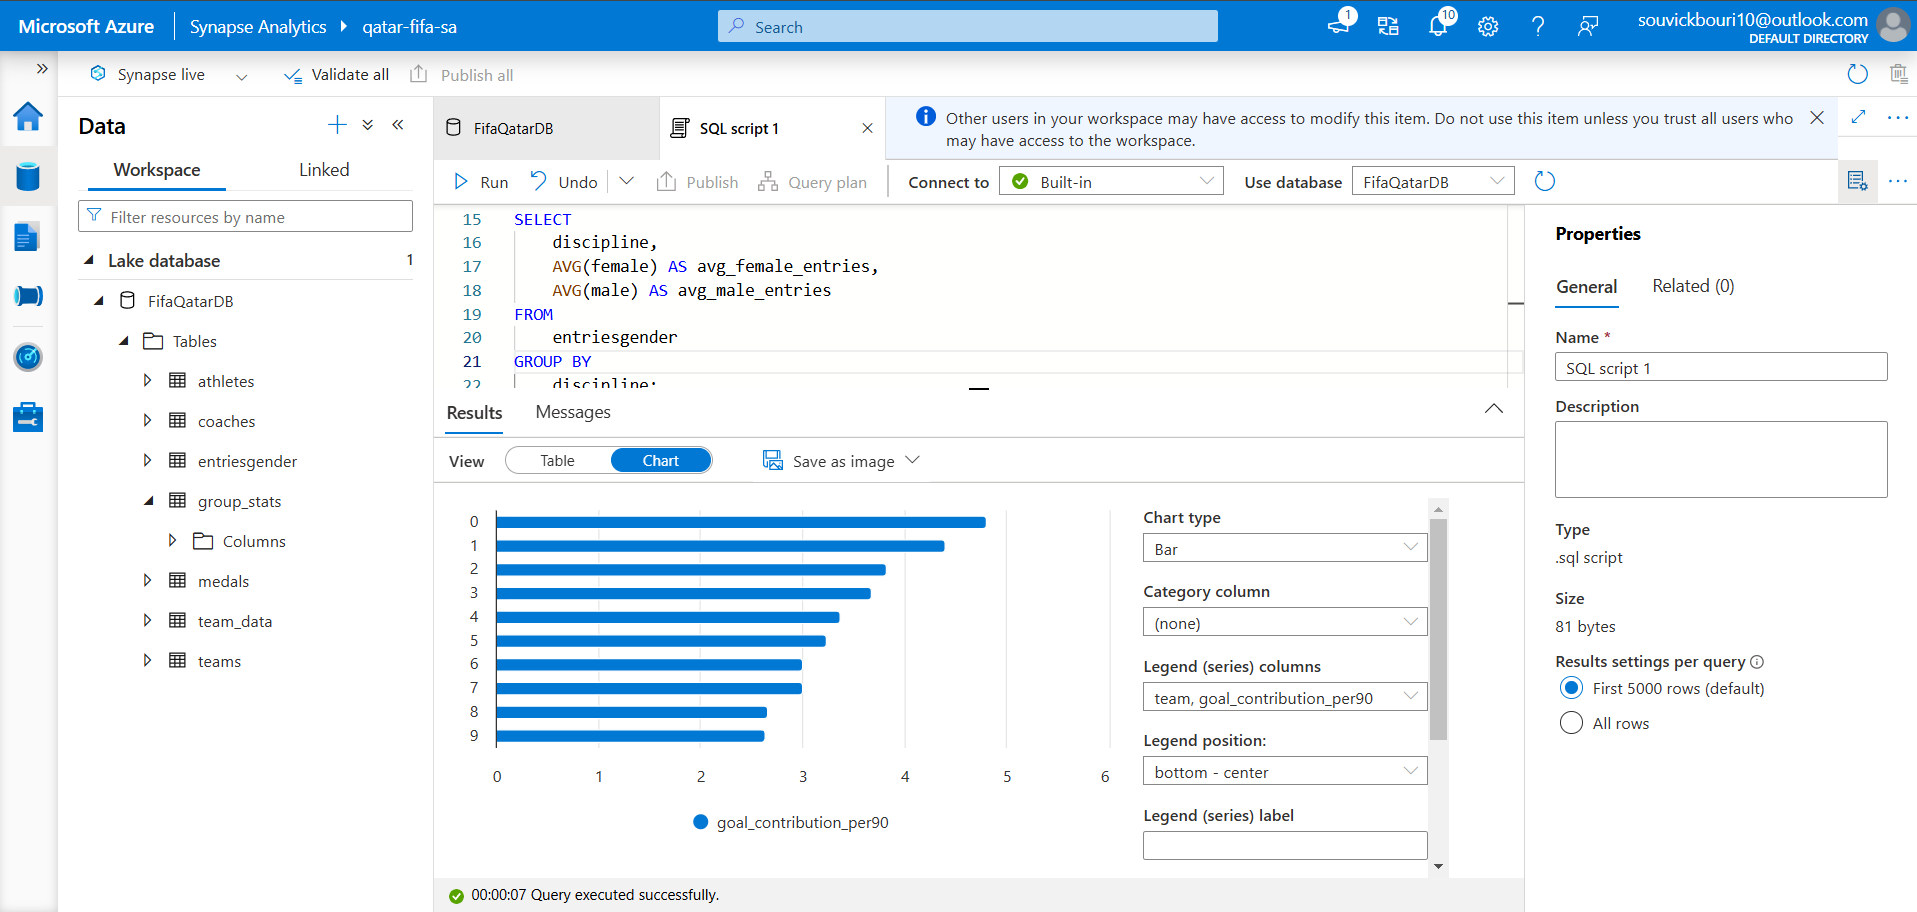 Microsoft Azure
Synapse Analytics
qatar-fifa-sa
Search
1
10
souvickbouri10@outlook.com
DEFAULT DIRECTORY
Synapse live
Validate all
Publish all
Data
Workspace
Linked
Filter resources by name
Lake database
1
FifaQatarDB
Tables
athletes
coaches
entriesgender
group_stats
Columns
medals
team_data
teams
FifaQatarDB
SQL script 1
Other users in your workspace may have access to modify this item. Do not use this item unless you trust all users who
may have access to the workspace.
Run
Undo
Publish
Query plan
Connect to
Built-in
Use database
FifaQatarDB
15 SELECT
16 discipline,
17 AVG(female) AS avg_female_entries,
18 AVG(male) AS avg_male_entries
19 FROM
20 entriesgender
21 GROUP BY
22 discipline;
Results
Messages
View
Table
Chart
Save as image
0
1
2
3
4
5
6
7
8
9
0 1 2 3 4 5 6
goal_contribution_per90
Chart type
Bar
Category column
(none)
Legend (series) columns
team, goal_contribution_per90
Legend position:
bottom - center
Legend (series) label
00:00:07 Query executed successfully.
Properties
General
Related (0)
Name *
SQL script 1
Description
Type
.sql script
Size
81 bytes
Results settings per query
First 5000 rows (default)
All rows